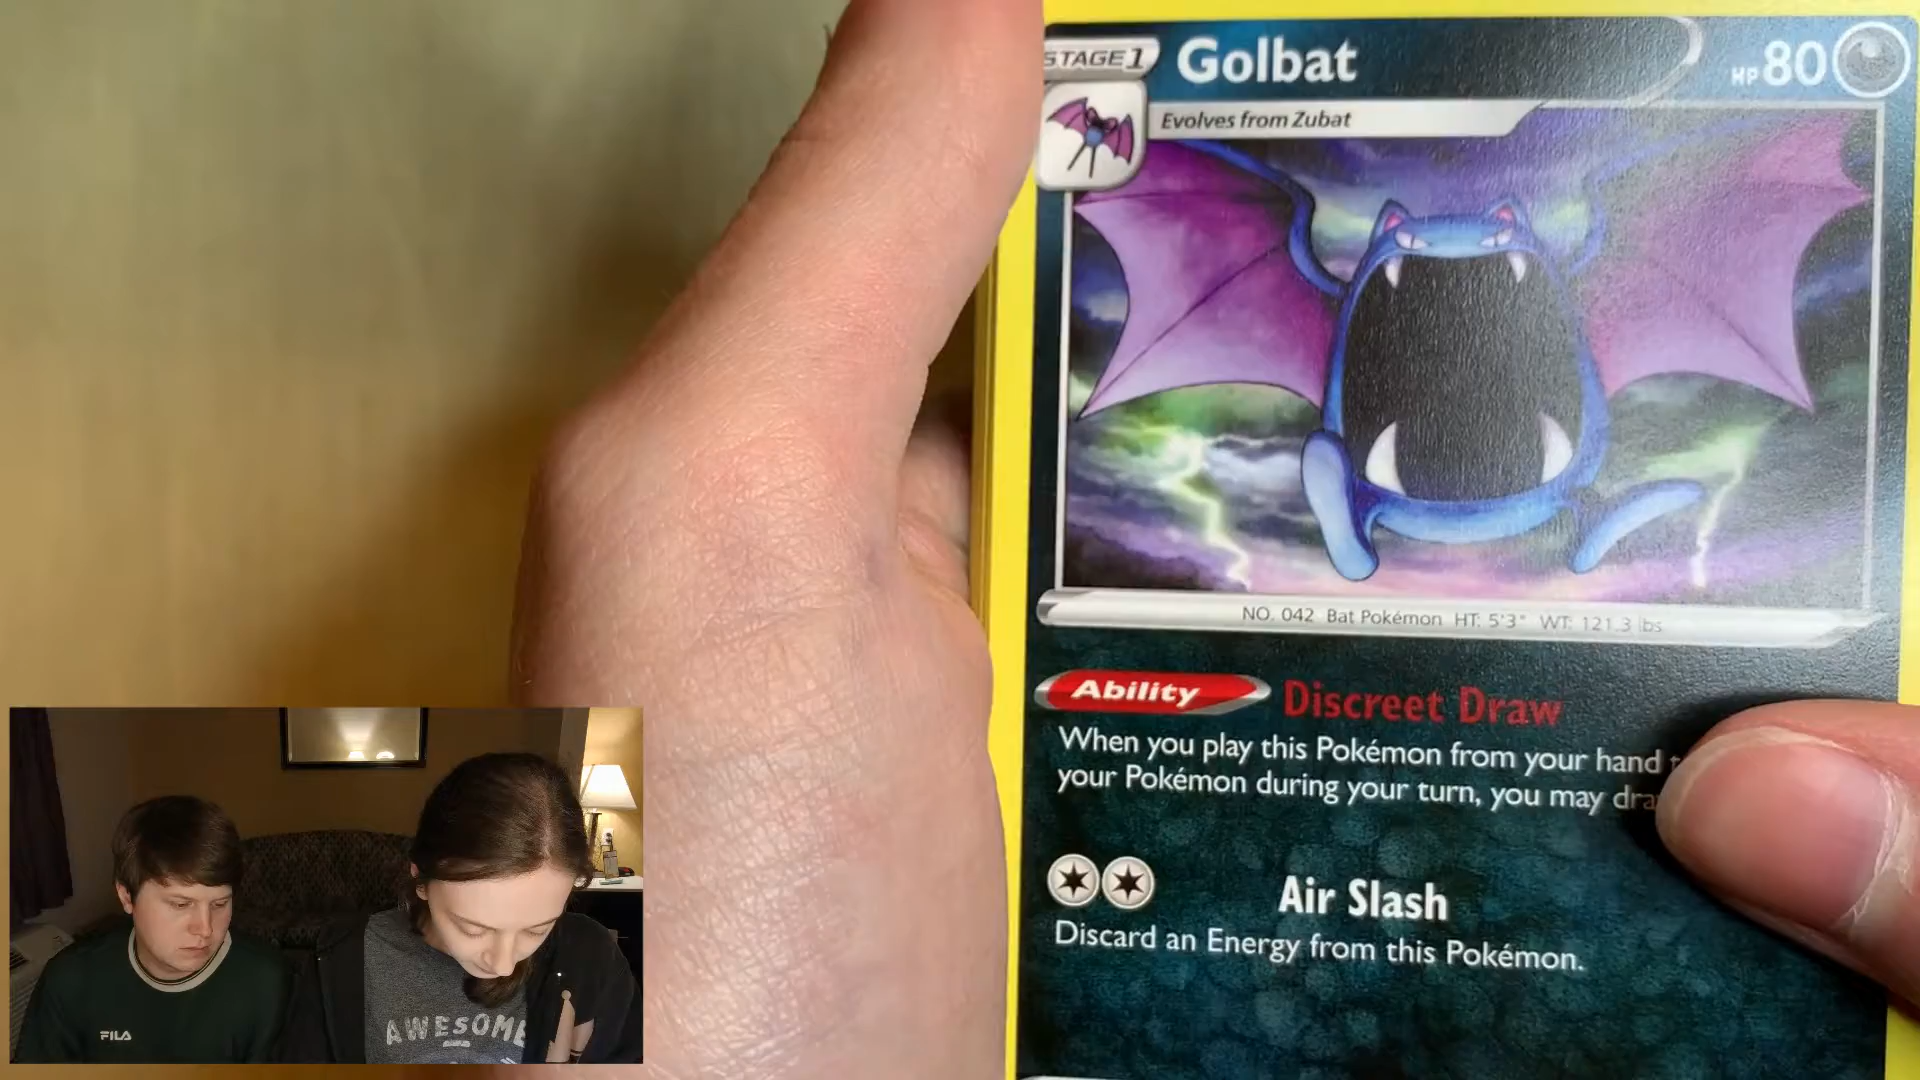 STAGE 1
Golbat
HP 80
Evolves from Zubat
NO. 042 Bat Pokémon HT: 5'3" WT: 121.3 lbs
Ability Discreet Draw
When you play this Pokémon from your hand
your Pokémon during your turn, you may
Air Slash
Discard an Energy from this Pokémon.
FILA
AWESOME